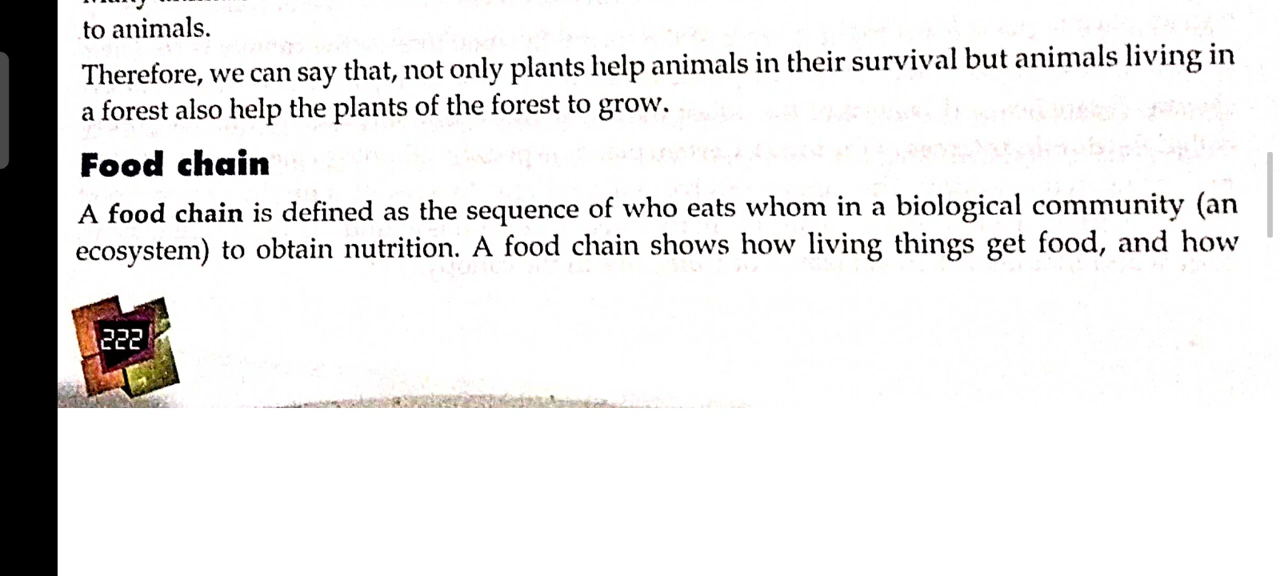 to animals.
Therefore, we can say that, not only plants help animals in their survival but animals living in
a forest also help the plants of the forest to grow.
Food chain
A food chain is defined as the sequence of who eats whom in a biological community (an
ecosystem) to obtain nutrition. A food chain shows how living things get food, and how
222